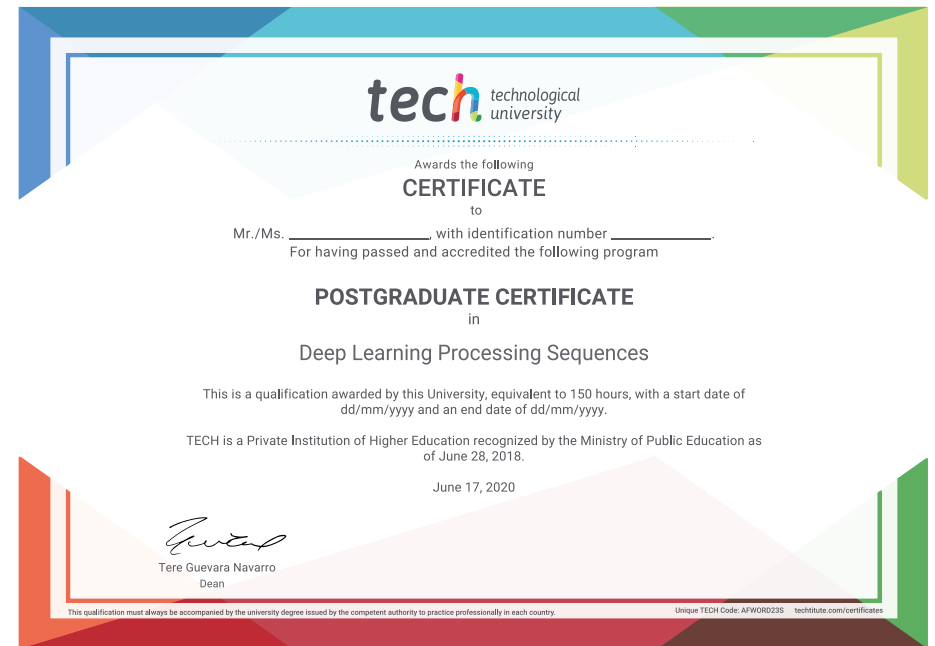 tech technological
university
Awards the following
CERTIFICATE
to
Mr./Ms. ____________________, with identification number ______________.
For having passed and accredited the following program
POSTGRADUATE CERTIFICATE
in
Deep Learning Processing Sequences
This is a qualification awarded by this University, equivalent to 150 hours, with a start date of
dd/mm/yyyy and an end date of dd/mm/yyyy.
TECH is a Private Institution of Higher Education recognized by the Ministry of Public Education as
of June 28, 2018.
June 17, 2020
Tere Guevara Navarro
Dean
This qualification must always be accompanied by the university degree issued by the competent authority to practice professionally in each country.
Unique TECH Code: AFWORD23S techtitute.com/certificates